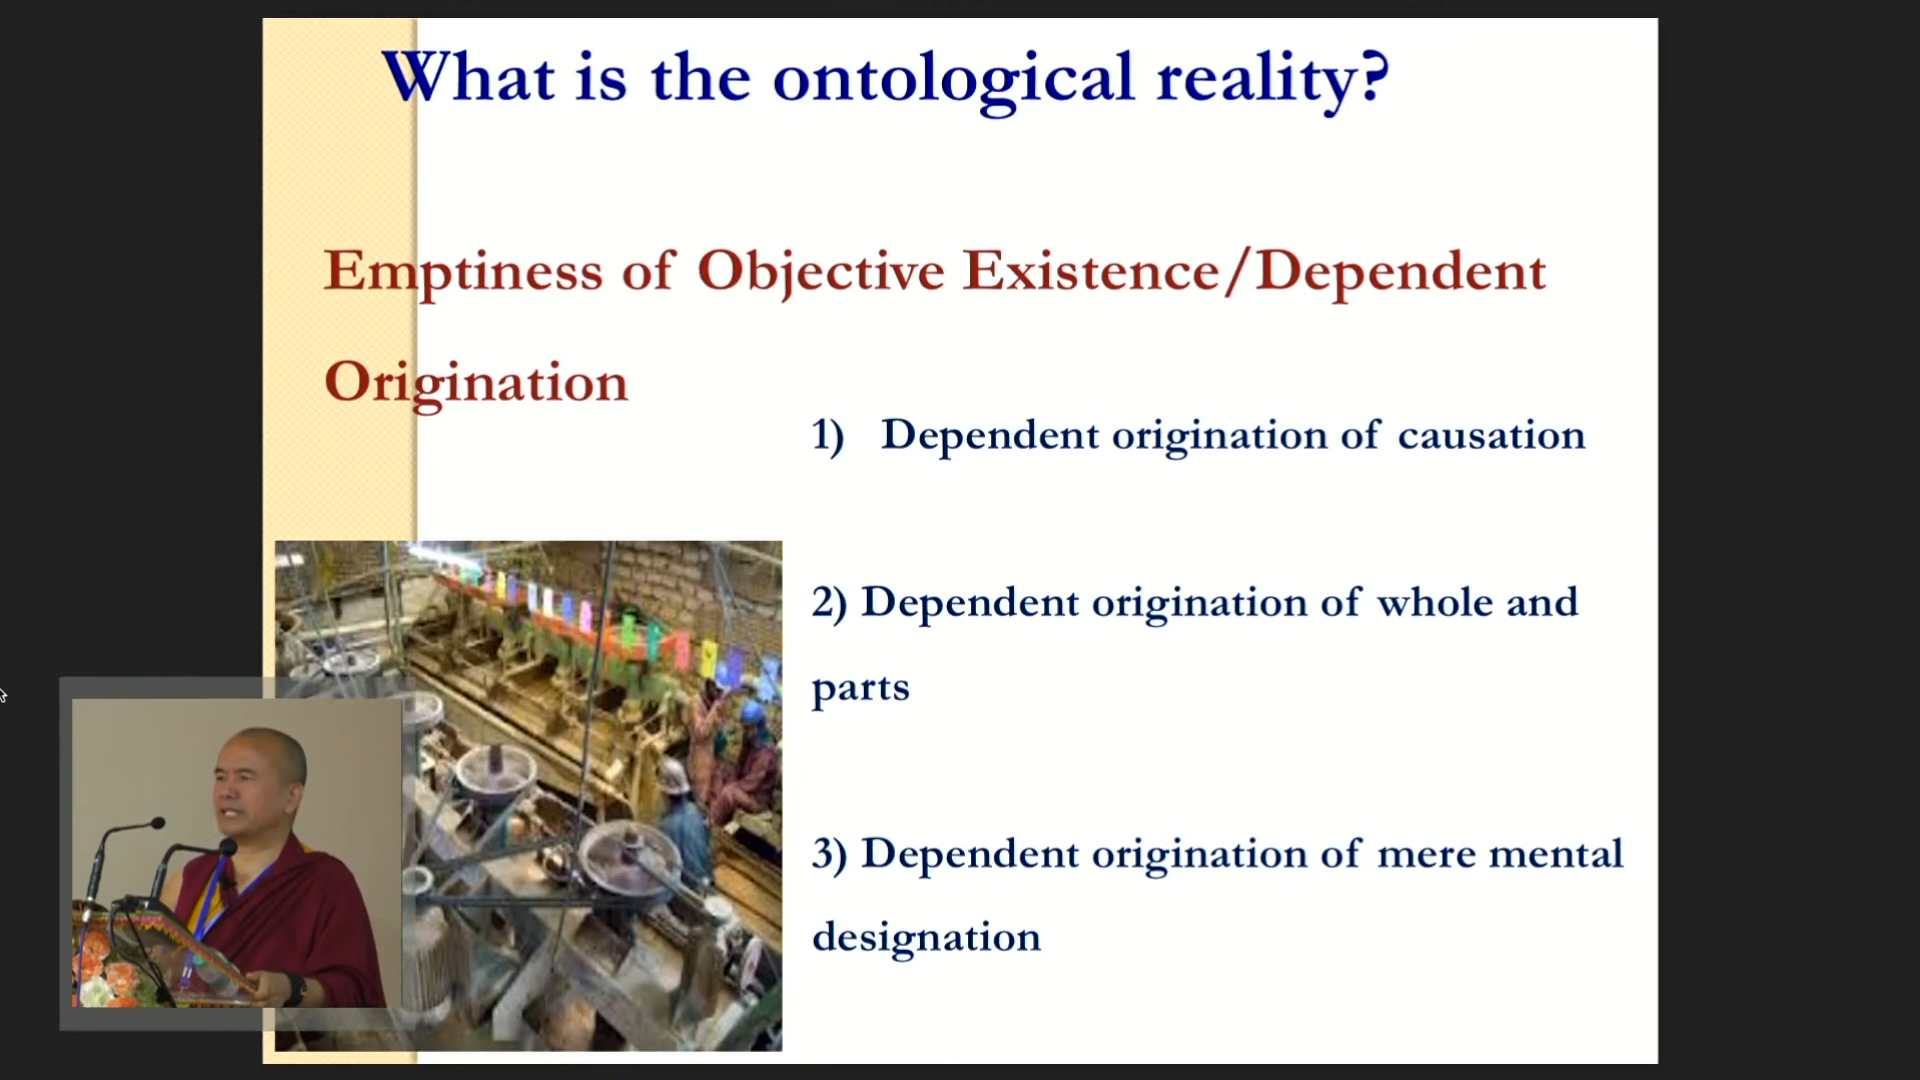 What is the ontological reality?
Emptiness of Objective Existence/Dependent
Origination
1) Dependent origination of causation
2) Dependent origination of whole and
parts
3) Dependent origination of mere mental
designation